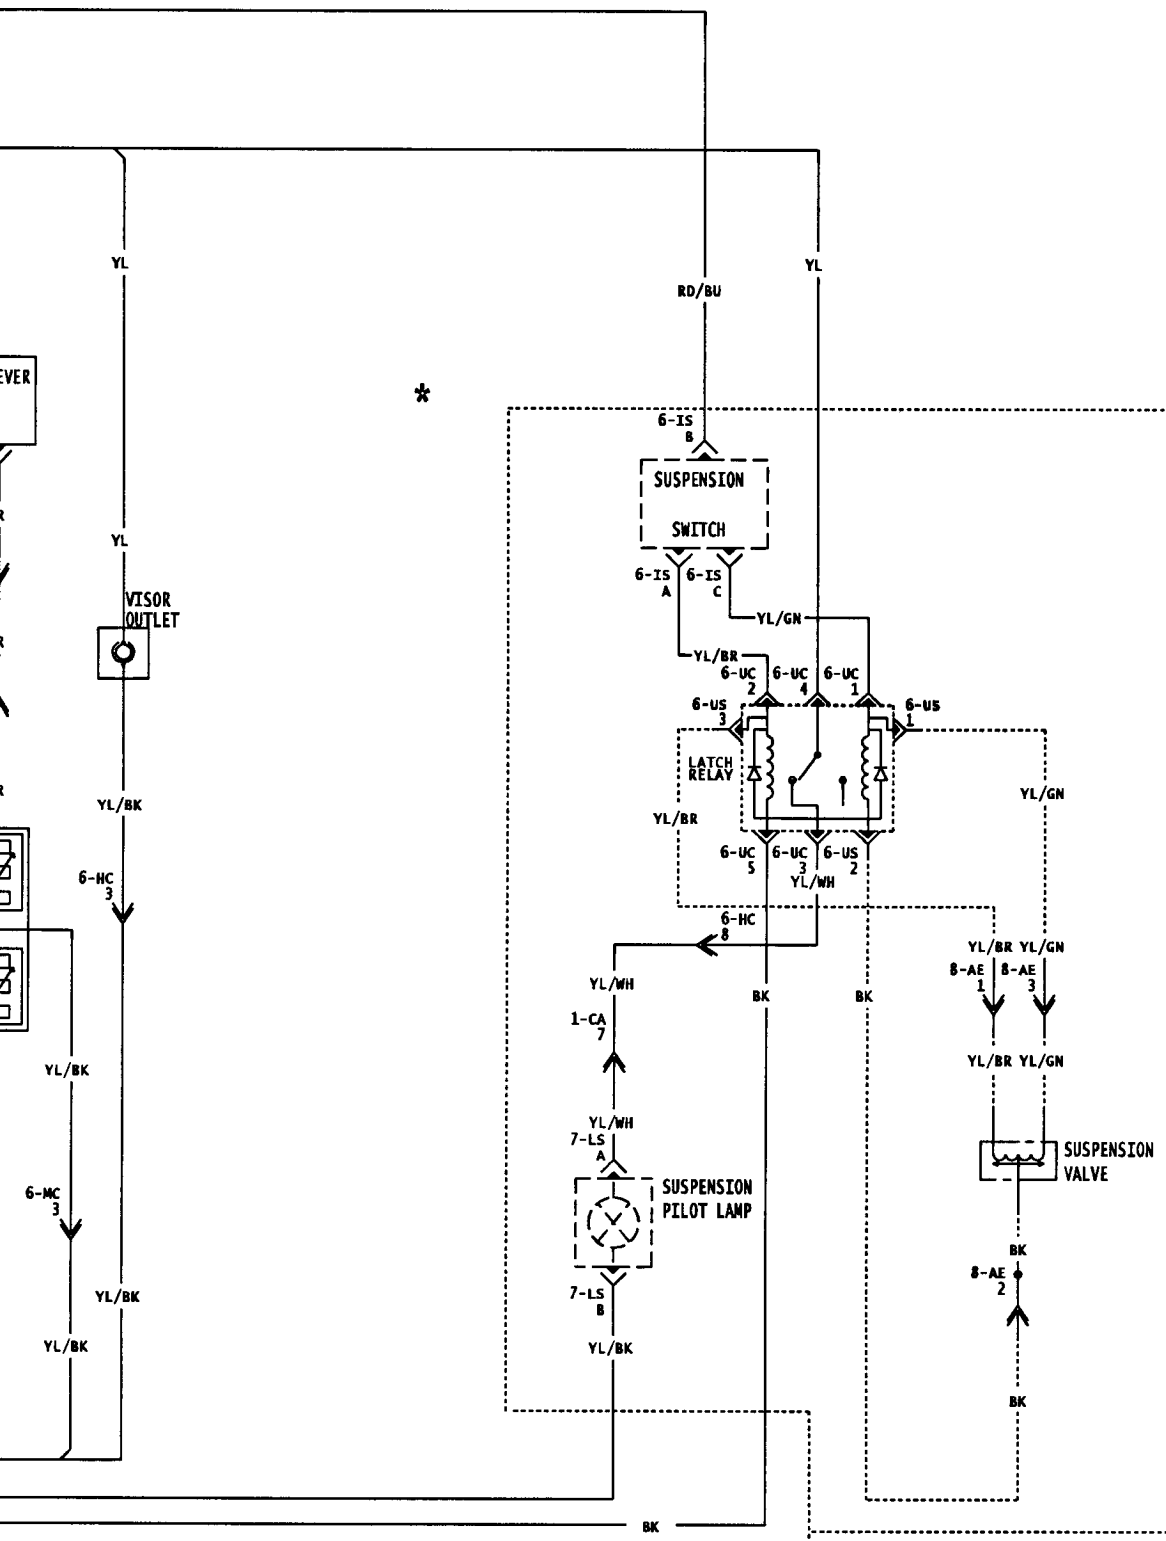 YL
YL
RD/BU
EVER
*
6-IS
B
SUSPENSION
SWITCH
R
YL
6-IS
A
6-IS
C
VISOR
OUTLET
YL/GN
R
YL/BR
6-UC
2
6-UC
4
6-UC
1
6-US
3
6-US
1
LATCH
RELAY
R
YL/BK
YL/BR
YL/GN
6-UC
5
6-UC
3
6-US
2
YL/WH
6-HC
3
6-HC
8
YL/BR
YL/GN
8-AE
1
8-AE
3
YL/WH
BK
BK
1-CA
7
YL/BK
YL/BR
YL/GN
YL/WH
7-LS
A
SUSPENSION
VALVE
6-MC
3
SUSPENSION
PILOT LAMP
BK
8-AE
2
YL/BK
7-LS
B
YL/BK
YL/BK
BK
BK